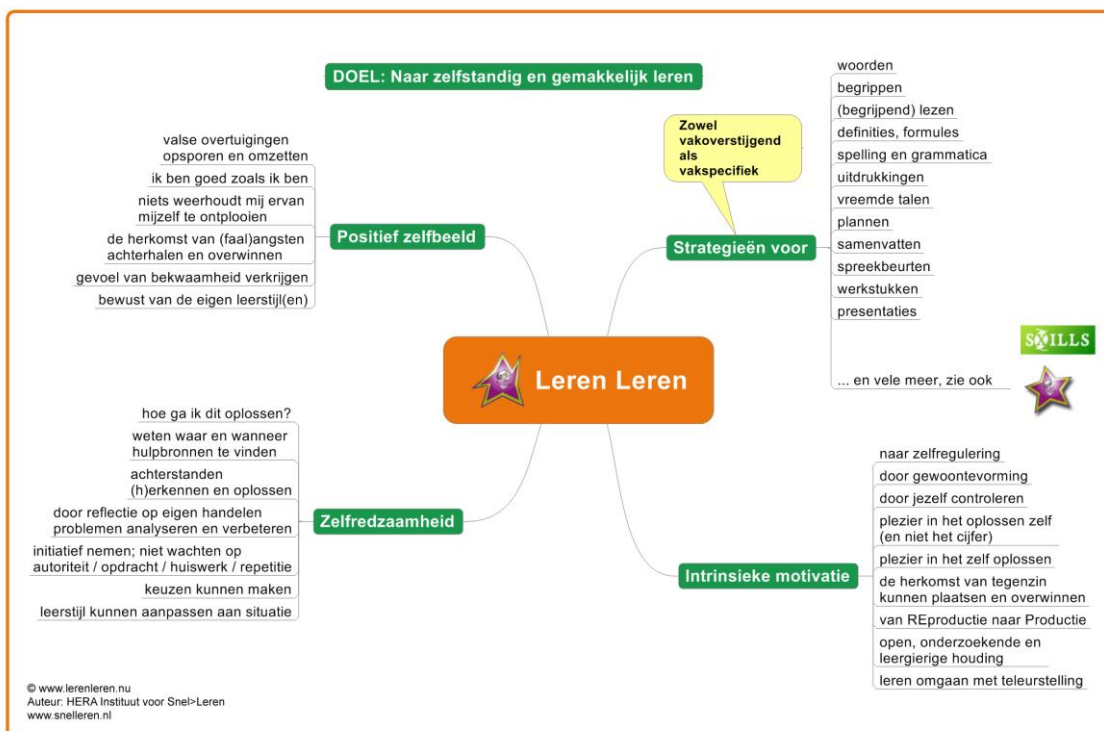 DOEL: Naar zelfstandig en gemakkelijk leren
Leren Leren
Positief zelfbeeld
valse overtuigingen
opsporen en omzetten
ik ben goed zoals ik ben
niets weerhoudt mij ervan
mijzelf te ontplooien
de herkomst van (faal)angsten
achterhalen en overwinnen
gevoel van bekwaamheid verkrijgen
bewust van de eigen leerstijl(en)
Zelfredzaamheid
hoe ga ik dit oplossen?
weten waar en wanneer
hulpbronnen te vinden
achterstanden
(h)erkennen en oplossen
door reflectie op eigen handelen
problemen analyseren en verbeteren
initiatief nemen; niet wachten op
autoriteit / opdracht / huiswerk / repetitie
keuzen kunnen maken
leerstijl kunnen aanpassen aan situatie
Zowel
vakoverstijgend
als
vakspecifiek
Strategieën voor
woorden
begrippen
(begrijpend) lezen
definities, formules
spelling en grammatica
uitdrukkingen
vreemde talen
plannen
samenvatten
spreekbeurten
werkstukken
presentaties
... en vele meer, zie ook
Intrinsieke motivatie
naar zelfregulering
door gewoontevorming
door jezelf controleren
plezier in het oplossen zelf
(en niet het cijfer)
plezier in het zelf oplossen
de herkomst van tegenzin
kunnen plaatsen en overwinnen
van REproductie naar Productie
open, onderzoekende en
leergierige houding
leren omgaan met teleurstelling
© www.lerenleren.nu
Auteur: HERA Instituut voor Snel>Leren
www.snelleren.nl